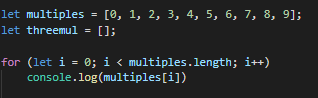 let multiples = [0, 1, 2, 3, 4, 5, 6, 7, 8, 9];
let threemul = [];
for (let i = 0; i < multiples.length; i++)
    console.log(multiples[i])